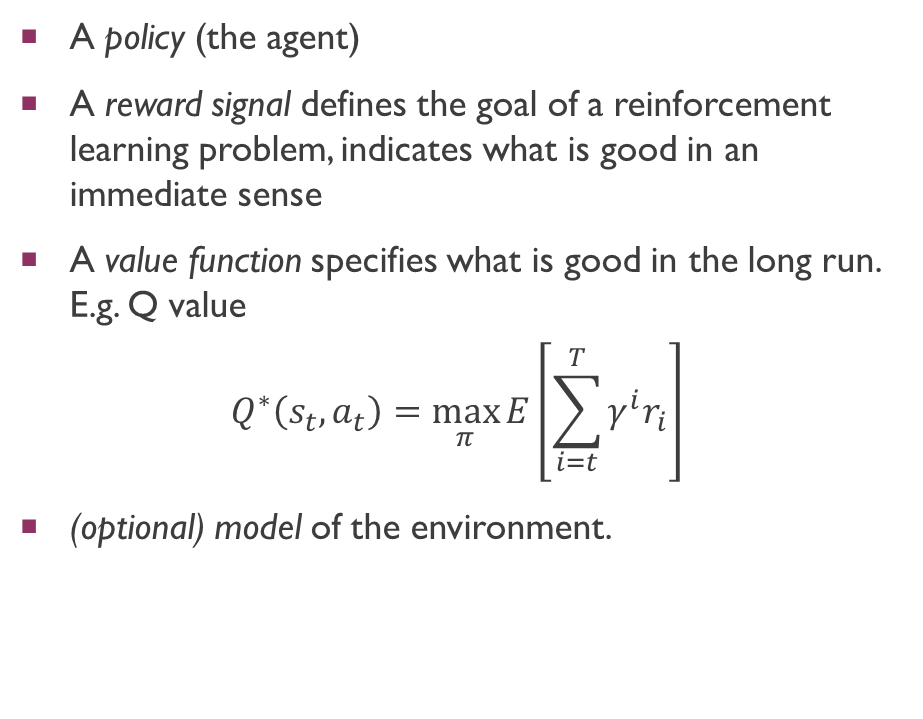 ▪ A policy (the agent)
▪ A reward signal defines the goal of a reinforcement
learning problem, indicates what is good in an
immediate sense
▪ A value function specifies what is good in the long run.
E.g. Q value
$Q^*(s_t, a_t) = \max_{\pi} E\left[\sum_{i=t}^{T} \gamma^i r_i\right]$
▪ (optional) model of the environment.